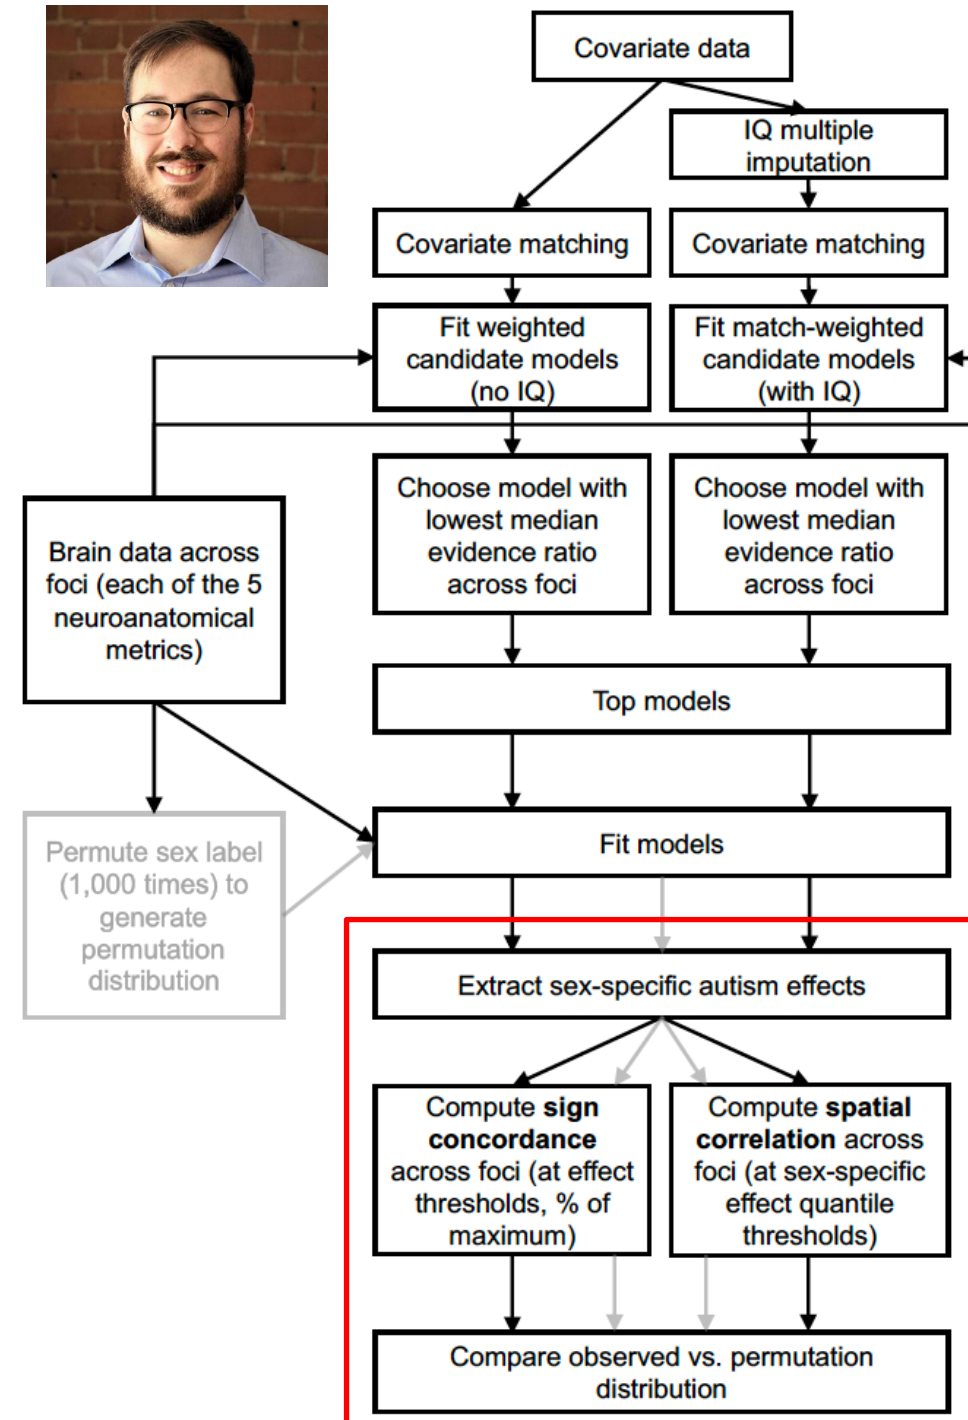 Covariate data
IQ multiple
imputation
Covariate matching
Covariate matching
Fit weighted
candidate models
(no IQ)
Fit match-weighted
candidate models
(with IQ)
Choose model with
lowest median
evidence ratio
across foci
Choose model with
lowest median
evidence ratio
across foci
Brain data across
foci (each of the 5
neuroanatomical
metrics)
Top models
Permute sex label
(1,000 times) to
generate
permutation
distribution
Fit models
Extract sex-specific autism effects
Compute sign
concordance
across foci (at effect
thresholds, % of
maximum)
Compute spatial
correlation across
foci (at sex-specific
effect quantile
thresholds)
Compare observed vs. permutation
distribution